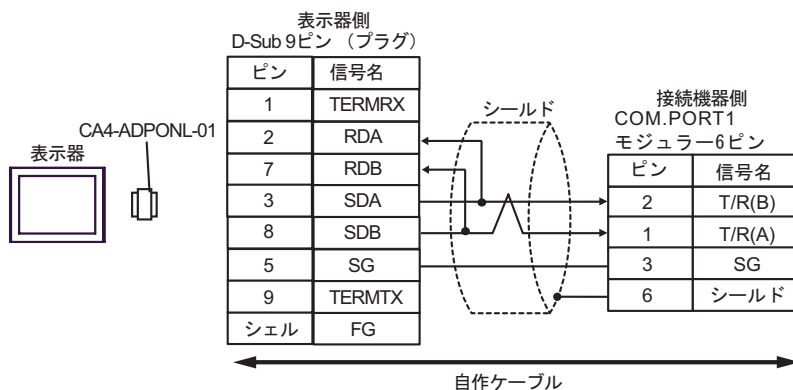 表示器側
D-Sub 9ピン （プラグ）
ピン 信号名
1 TERMRX
2 RDA
7 RDB
3 SDA
8 SDB
5 SG
9 TERMTX
シェル FG
CA4-ADPONL-01
表示器
シールド
接続機器側
COM.PORT1
モジュラー6ピン
ピン 信号名
2 T/R(B)
1 T/R(A)
3 SG
6 シールド
自作ケーブル